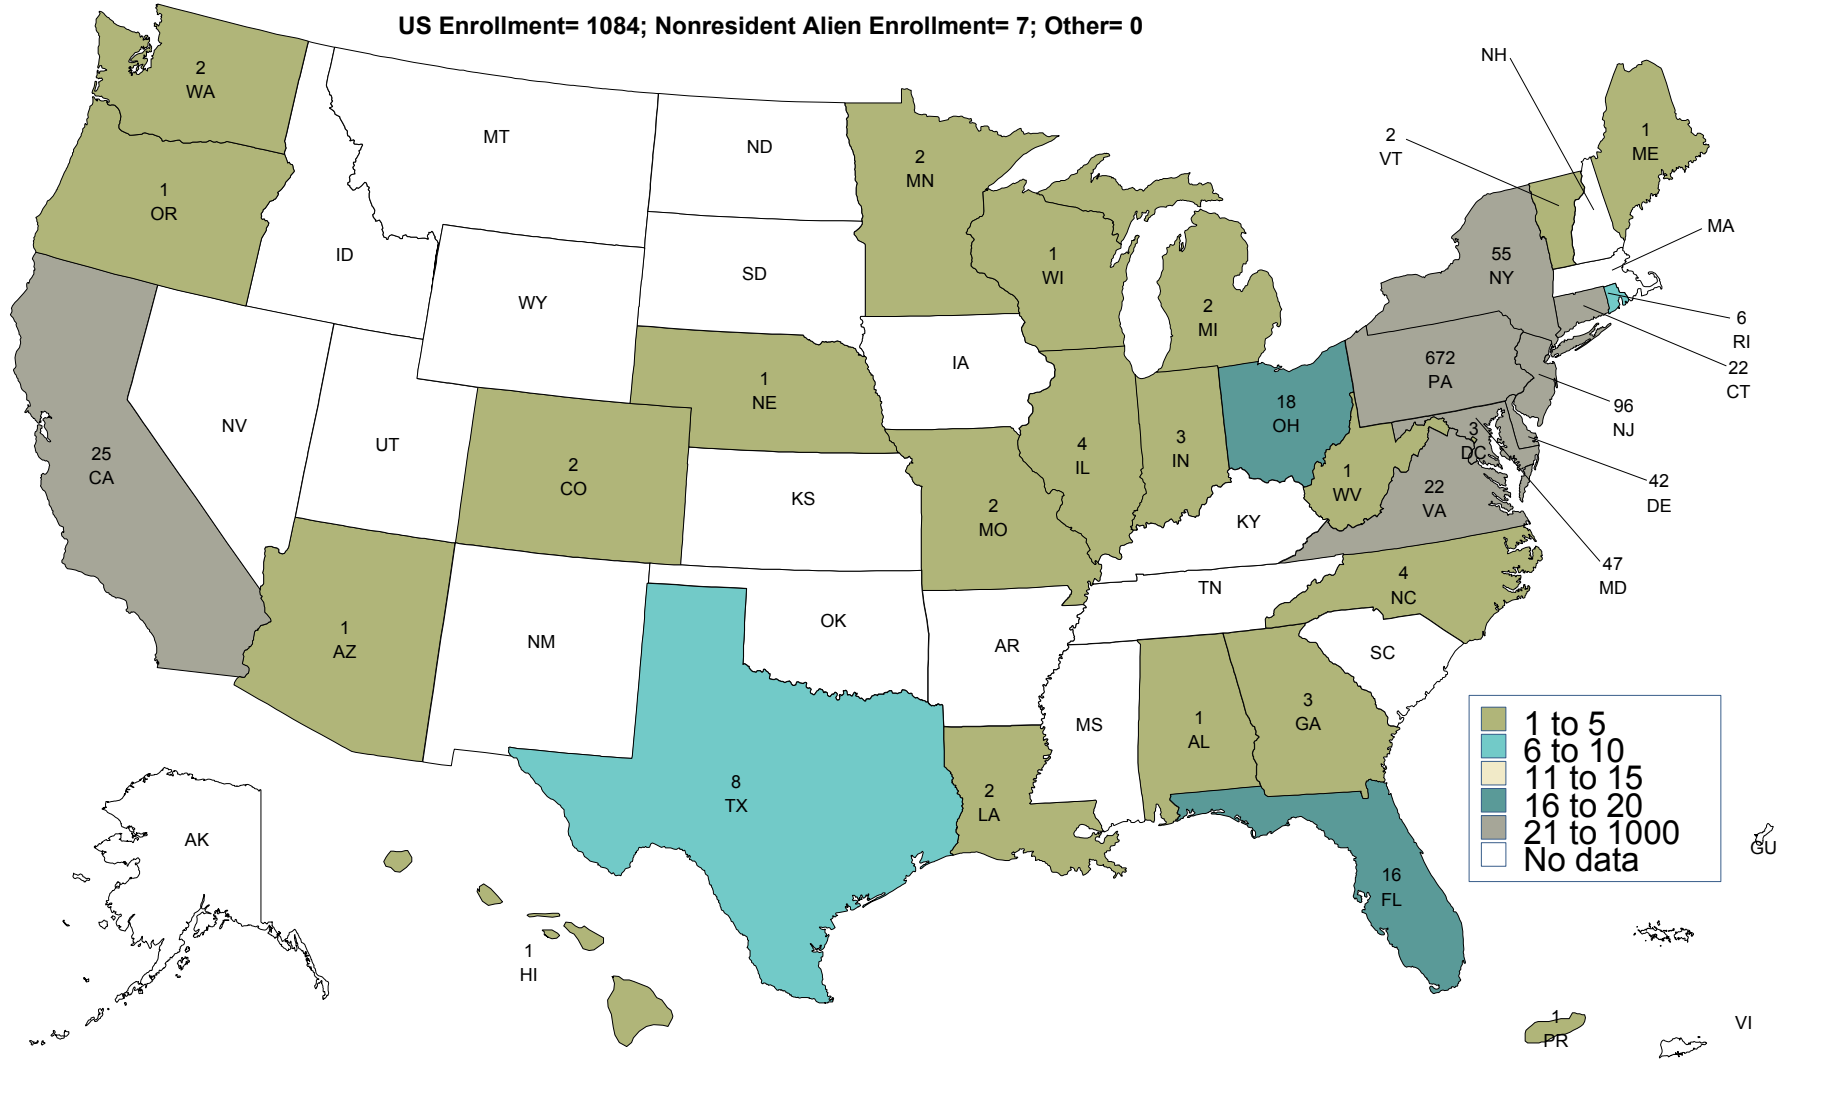 US Enrollment= 1084; Nonresident Alien Enrollment= 7; Other= 0
NH
2
WA
MT
ND
2
MN
2
VT
1
ME
1
OR
ID
WY
SD
1
WI
2
MI
55
NY
MA
6
RI
22
CT
NV
UT
1
NE
IA
672
PA
96
NJ
25
CA
2
CO
KS
2
MO
4
IL
3
IN
18
OH
1
WV
3
DC
22
VA
42
DE
KY
47
MD
1
AZ
NM
OK
AR
TN
4
NC
SC
8
TX
2
LA
MS
1
AL
3
GA
16
FL
1 to 5
6 to 10
11 to 15
16 to 20
21 to 1000
No data
AK
1
HI
GU
1
PR
VI